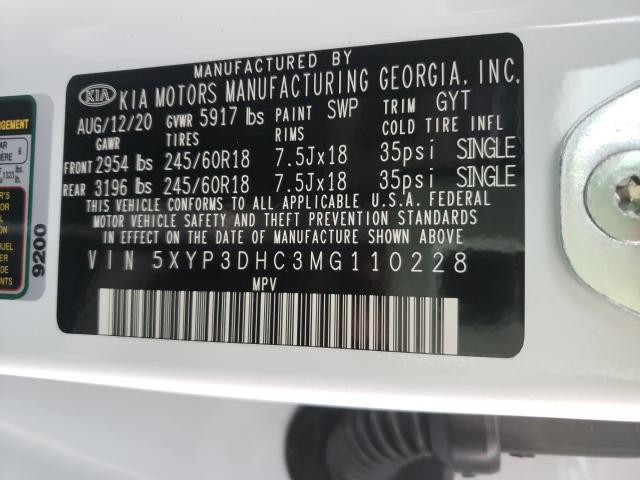 MANUFACTURED BY
KIA KIA MOTORS MANUFACTURING GEORGIA, INC.
AUG/12/20 GVWR 5917 lbs PAINT SWP TRIM GYT
GAWR TIRES RIMS COLD TIRE INFL
FRONT 2954 lbs 245/60R18 7.5Jx18 35psi SINGLE
REAR 3196 lbs 245/60R18 7.5Jx18 35psi SINGLE
THIS VEHICLE CONFORMS TO ALL APPLICABLE U.S.A. FEDERAL
MOTOR VEHICLE SAFETY AND THEFT PREVENTION STANDARDS
IN EFFECT ON THE DATE OF MANUFACTURE SHOWN ABOVE
VIN 5XYP3DHC3MG110228
MPV
9200
6
1323 lbs.